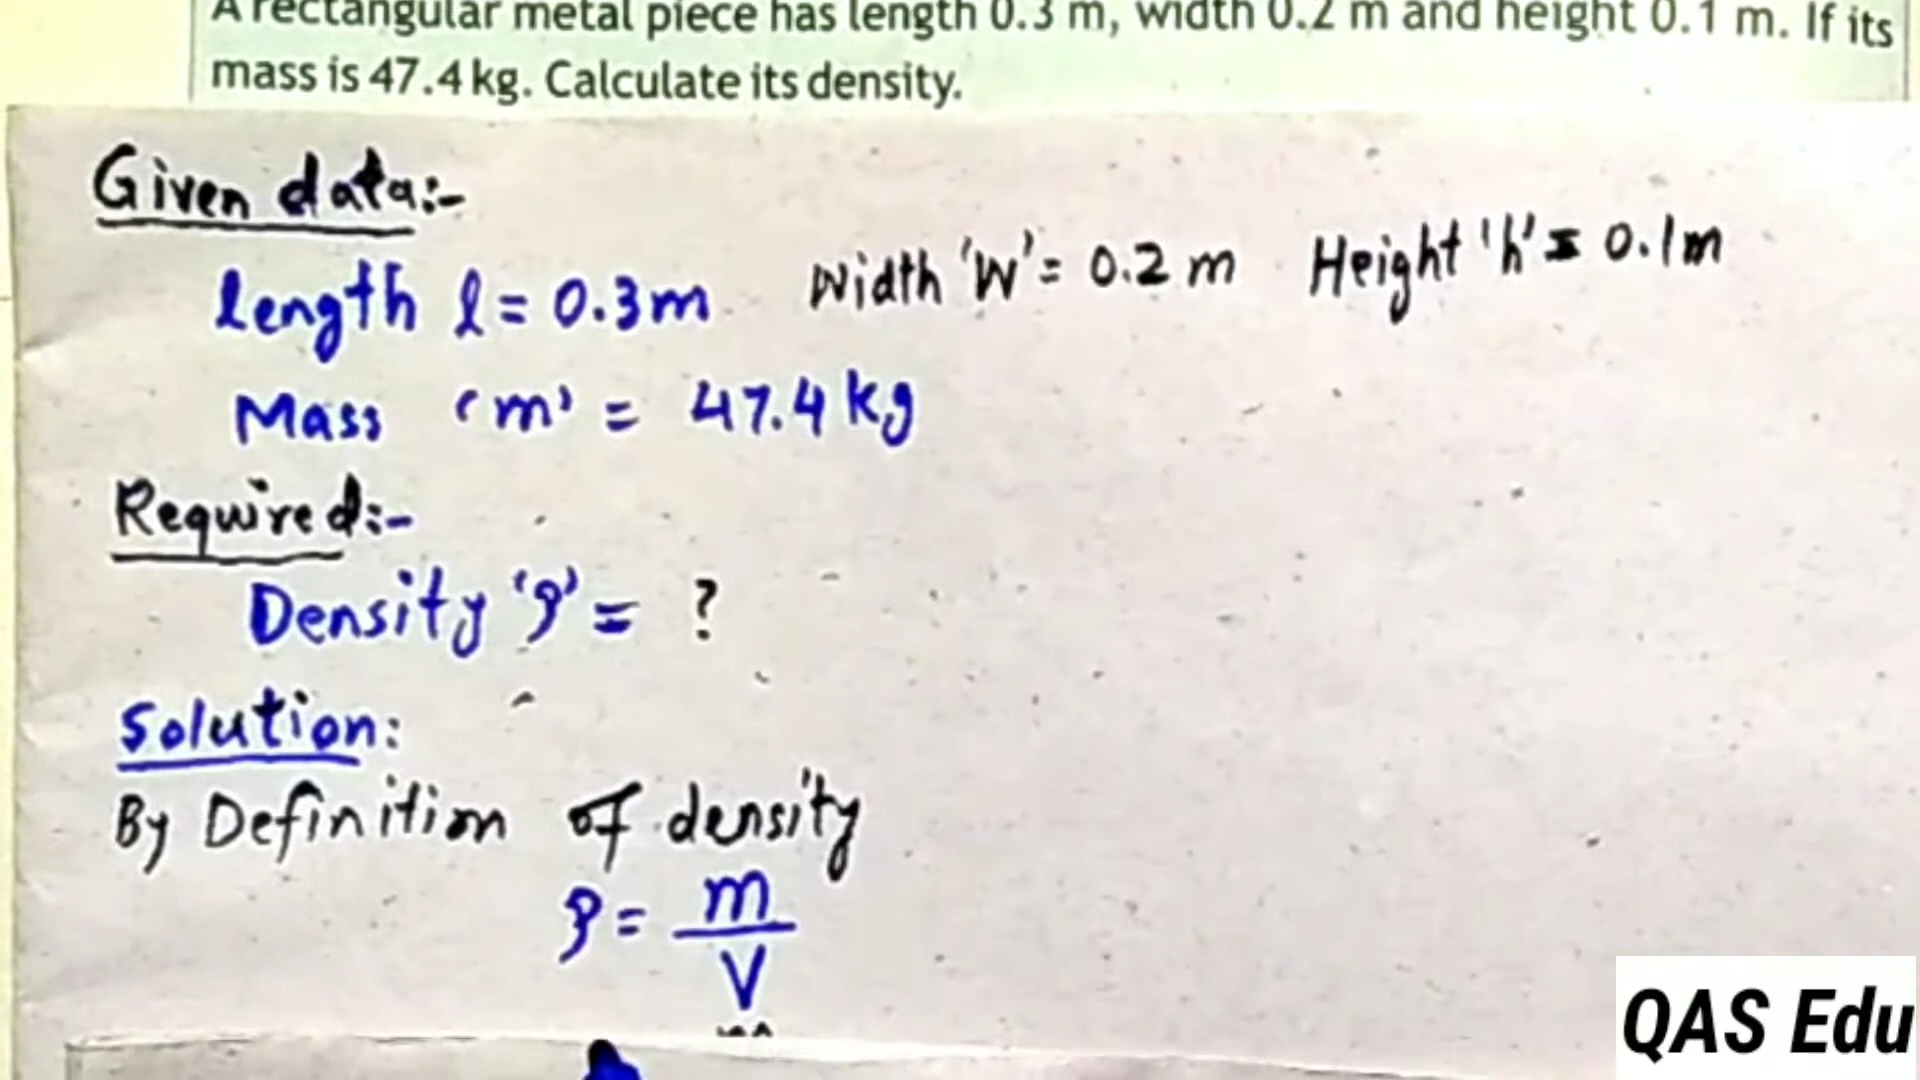 A rectangular metal piece has length 0.3 m, width 0.2 m and height 0.1 m. If its
mass is 47.4 kg. Calculate its density.
Given data:-
length l = 0.3m Width 'W' = 0.2 m Height 'h' = 0.1m
Mass 'm' = 47.4 kg
Required:-
Density 'ρ' = ?
Solution:
By Definition of density
ρ = m
V
QAS Edu